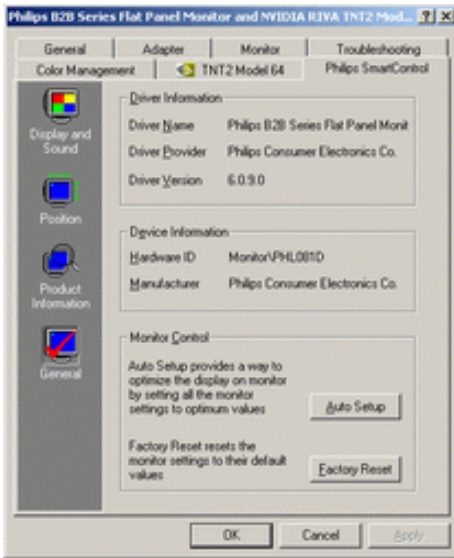 Philips B2B Series Flat Panel Monitor and NVIDIA RIVA TNT2 Mod...
General Adapter Monitor Troubleshooting
Color Management TNT2 Model 64 Philips SmartControl
Display and
Sound
Position
Product
Information
General
Driver Information
Driver Name Philips B2B Series Flat Panel Monit
Driver Provider Philips Consumer Electronics Co.
Driver Version 6.0.9.0
Device Information
Hardware ID Monitor\PHL081D
Manufacturer Philips Consumer Electronics Co.
Monitor Control
Auto Setup provides a way to
optimize the display on monitor
by setting all the monitor
settings to optimum values
Auto Setup
Factory Reset resets the
monitor settings to their default
values
Factory Reset
OK Cancel Apply